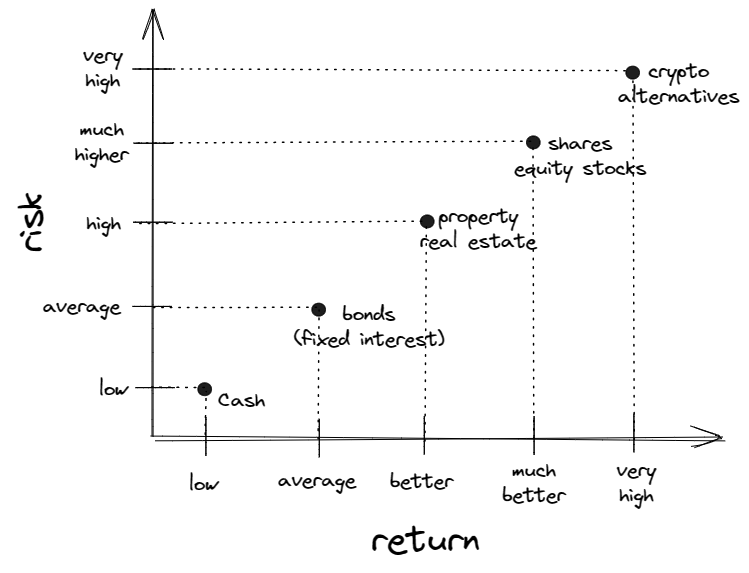 very
high
crypto
alternatives
much
higher
shares
equity stocks
risk
high
property
real estate
average
bonds
(fixed interest)
low
Cash
low
average
better
much
better
very
high
return